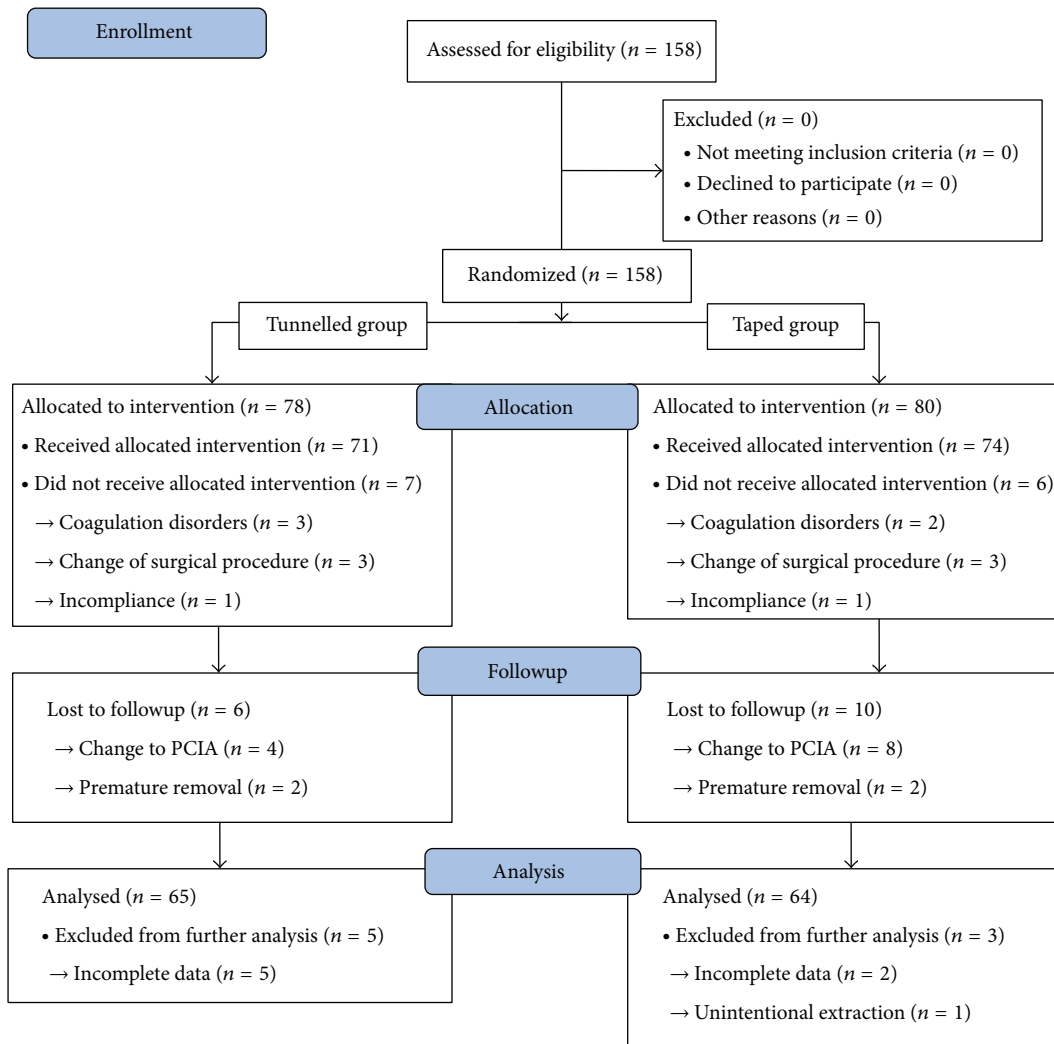 Enrollment
Assessed for eligibility (n = 158)
Excluded (n = 0)
• Not meeting inclusion criteria (n = 0)
• Declined to participate (n = 0)
• Other reasons (n = 0)
Randomized (n = 158)
Tunnelled group
Taped group
Allocation
Allocated to intervention (n = 78)
• Received allocated intervention (n = 71)
• Did not receive allocated intervention (n = 7)
→ Coagulation disorders (n = 3)
→ Change of surgical procedure (n = 3)
→ Incompliance (n = 1)
Allocated to intervention (n = 80)
• Received allocated intervention (n = 74)
• Did not receive allocated intervention (n = 6)
→ Coagulation disorders (n = 2)
→ Change of surgical procedure (n = 3)
→ Incompliance (n = 1)
Followup
Lost to followup (n = 6)
→ Change to PCIA (n = 4)
→ Premature removal (n = 2)
Lost to followup (n = 10)
→ Change to PCIA (n = 8)
→ Premature removal (n = 2)
Analysis
Analysed (n = 65)
• Excluded from further analysis (n = 5)
→ Incomplete data (n = 5)
Analysed (n = 64)
• Excluded from further analysis (n = 3)
→ Incomplete data (n = 2)
→ Unintentional extraction (n = 1)